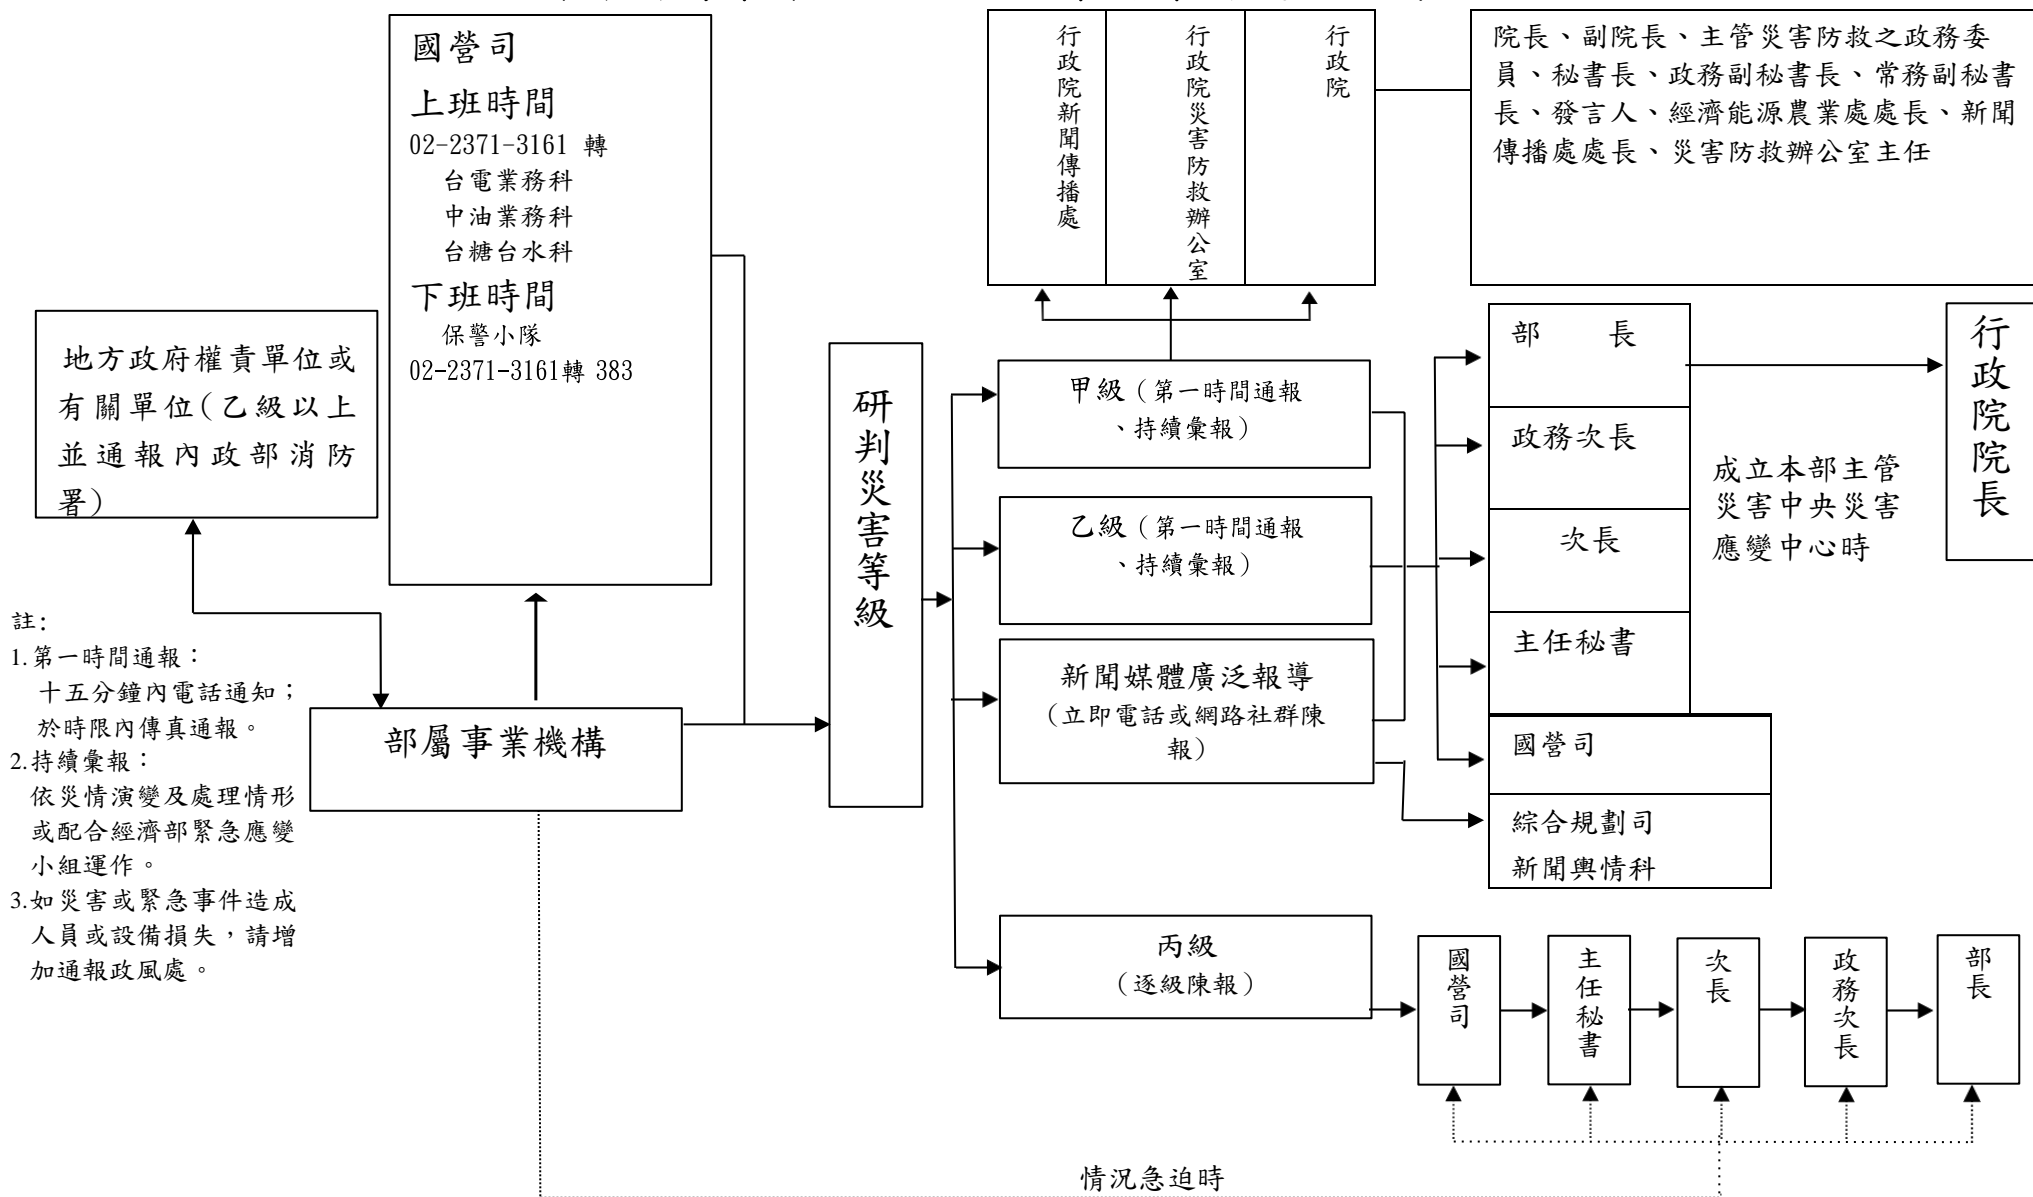 國營司
上班時間
02-2371-3161 轉
台電業務科
中油業務科
台糖台水科
下班時間
保警小隊
02-2371-3161轉 383
行政院新聞傳播處
行政院災害防救辦公室
行政院
院長、副院長、主管災害防救之政務委
員、秘書長、政務副秘書長、常務副秘書
長、發言人、經濟能源農業處處長、新聞
傳播處處長、災害防救辦公室主任
地方政府權責單位或
有關單位(乙級以上
並通報內政部消防
署)
註:
1.第一時間通報：
十五分鐘內電話通知；
於時限內傳真通報。
2.持續彙報：
依災情演變及處理情形
或配合經濟部緊急應變
小組運作。
3.如災害或緊急事件造成
人員或設備損失，請增
加通報政風處。
部屬事業機構
研判災害等級
甲級（第一時間通報
、持續彙報）
乙級（第一時間通報
、持續彙報）
新聞媒體廣泛報導
（立即電話或網路社群陳
報）
丙級
（逐級陳報）
部 長
政務次長
次長
主任秘書
國營司
綜合規劃司
新聞輿情科
成立本部主管
災害中央災害
應變中心時
行政院院長
國營司
主任秘書
次長
政務次長
部長
情況急迫時